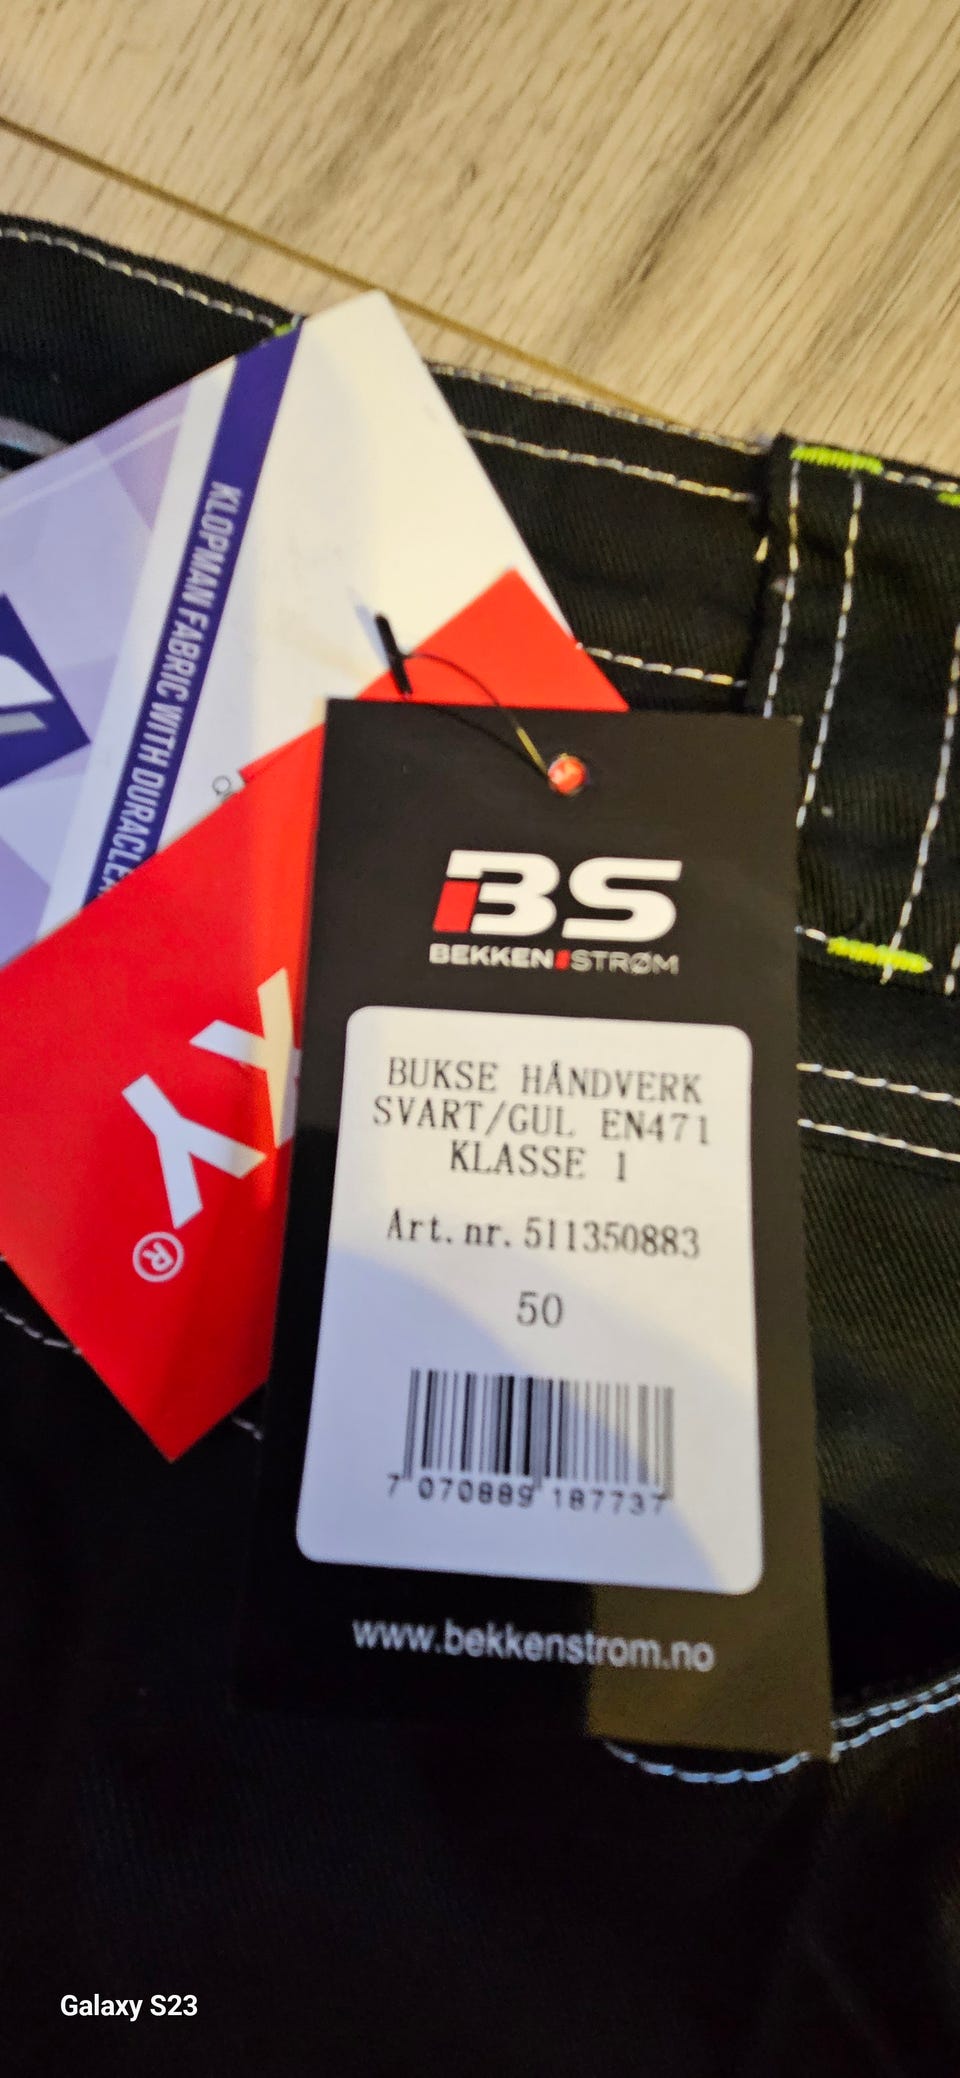 KLOPMAN FABRIC WITH DURACLEA
YKK®
BS
BEKKEN STRØM
BUKSE HÅNDVERK
SVART/GUL EN471
KLASSE 1
Art.nr.511350883
50
7 070889 187737
www.bekkenstrom.no
Galaxy S23